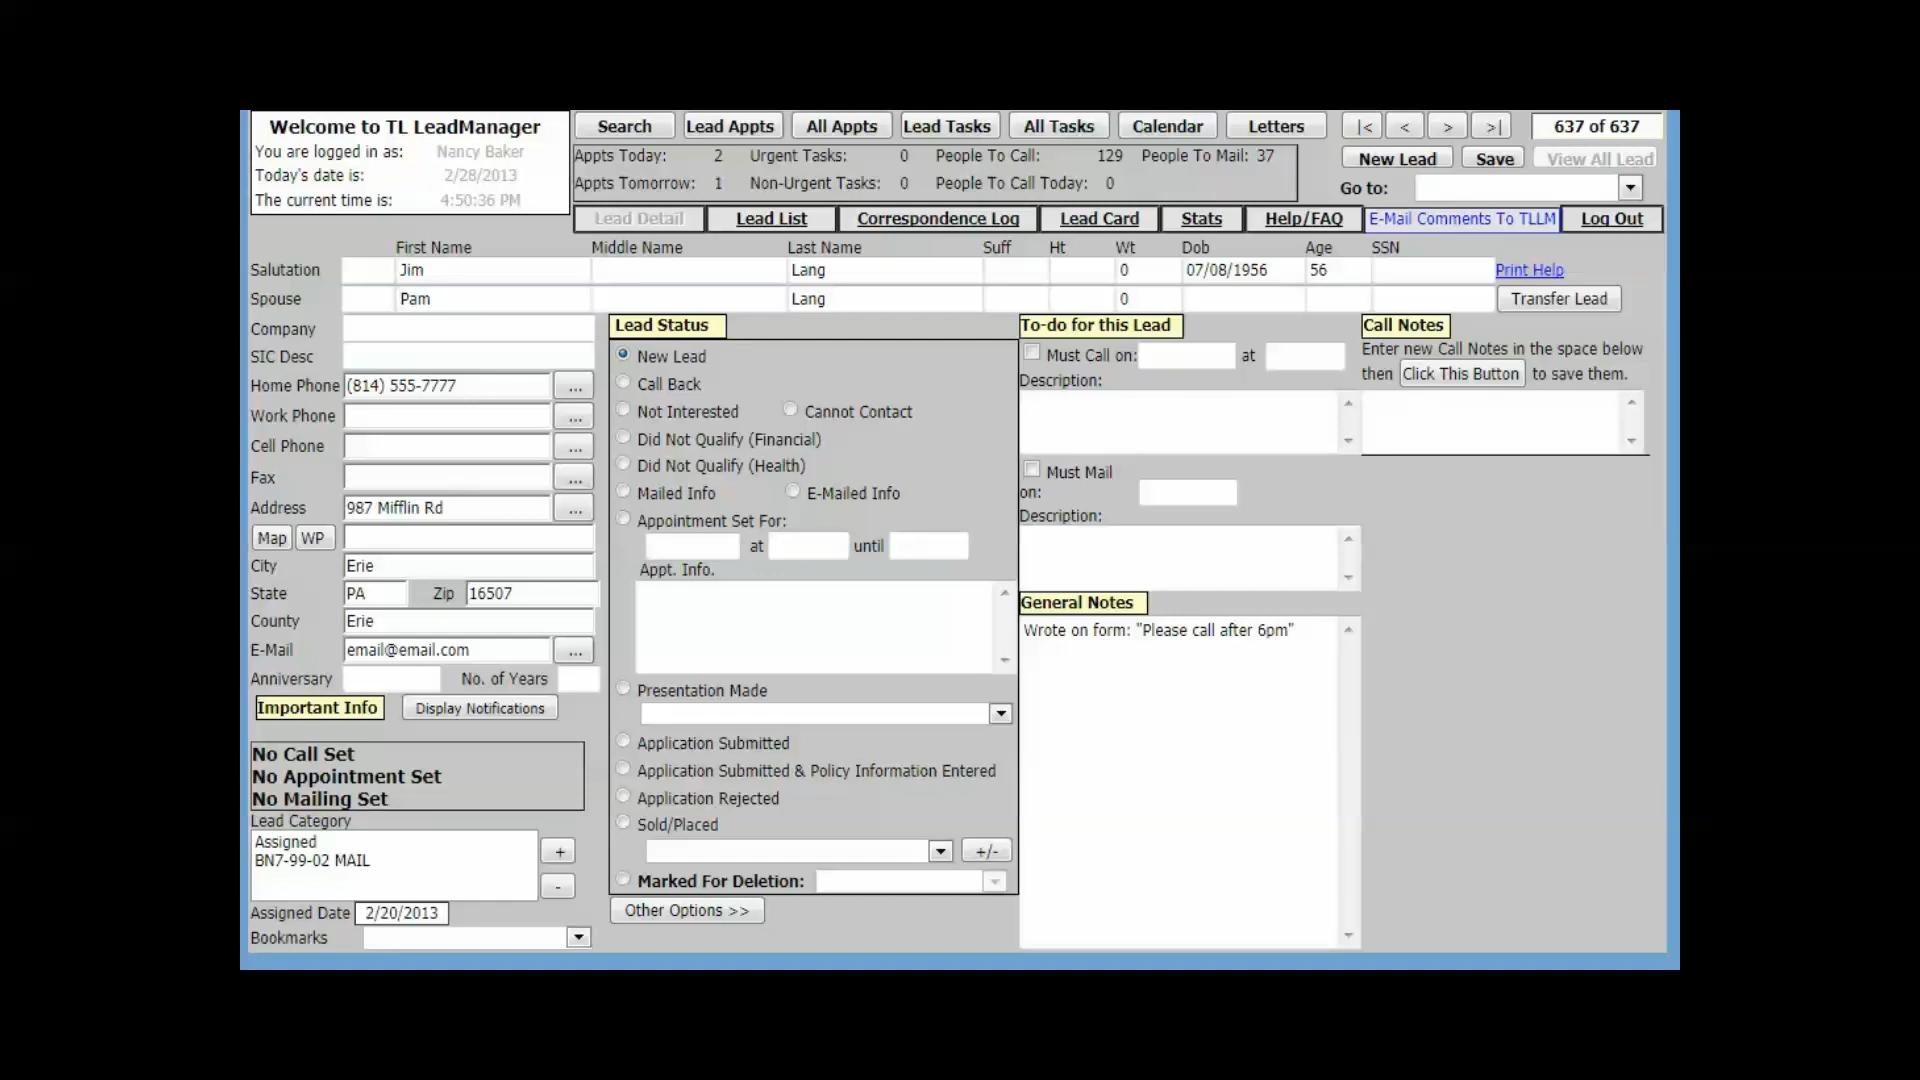 Welcome to TL LeadManager
You are logged in as: Nancy Baker
Today's date is: 2/28/2013
The current time is: 4:50:36 PM
Search Lead Appts All Appts Lead Tasks All Tasks Calendar Letters |< < > >| 637 of 637
Appts Today: 2 Urgent Tasks: 0 People To Call: 129 People To Mail: 37
Appts Tomorrow: 1 Non-Urgent Tasks: 0 People To Call Today: 0
New Lead Save View All Lead
Go to:
Lead Detail Lead List Correspondence Log Lead Card Stats Help/FAQ E-Mail Comments To TLLM Log Out
First Name Middle Name Last Name Suff Ht Wt Dob Age SSN
Salutation Jim Lang 0 07/08/1956 56 Print Help
Spouse Pam Lang 0 Transfer Lead
Company
SIC Desc
Home Phone (814) 555-7777 ...
Work Phone ...
Cell Phone ...
Fax ...
Address 987 Mifflin Rd ...
Map WP
City Erie
State PA Zip 16507
County Erie
E-Mail email@email.com ...
Anniversary No. of Years
Important Info Display Notifications
No Call Set
No Appointment Set
No Mailing Set
Lead Category
Assigned
BN7-99-02 MAIL
+
-
Assigned Date 2/20/2013
Bookmarks
Lead Status
New Lead
Call Back
Not Interested Cannot Contact
Did Not Qualify (Financial)
Did Not Qualify (Health)
Mailed Info E-Mailed Info
Appointment Set For:
at until
Appt. Info.
Presentation Made
Application Submitted
Application Submitted & Policy Information Entered
Application Rejected
Sold/Placed
+/-
Marked For Deletion:
Other Options >>
To-do for this Lead
Must Call on: at
Description:
Must Mail
on:
Description:
General Notes
Wrote on form: "Please call after 6pm"
Call Notes
Enter new Call Notes in the space below
then Click This Button to save them.